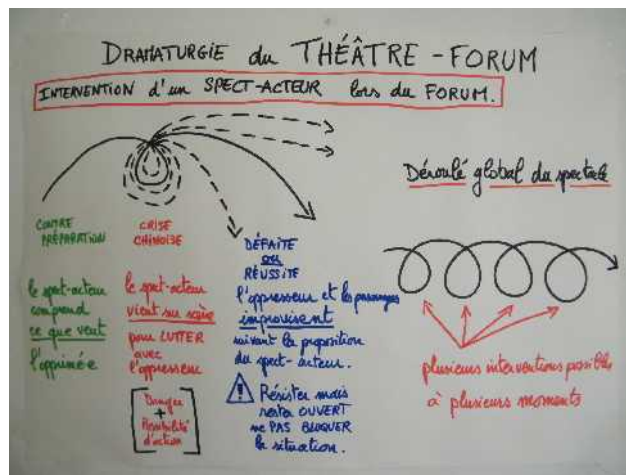 DRAMATURGIE du THÉÂTRE-FORUM
INTERVENTION d'un SPECT-ACTEUR lors du FORUM.
Déroulé global du spectacle
CONTRE
PRÉPARATION
le spect-acteur
comprend
ce que veut
l'opprimé·e
CRISE
CHINOISE
le spect-acteur
vient sur scène
pour LUTTER
avec
l'oppresseur
Danger
+
Possibilité
d'action
DÉFAITE
ou
RÉUSSITE
l'oppresseur et les personnages
improvisent
suivant la proposition
du spect-acteur.
! Résister mais
rester OUVERT
ne PAS BLOQUER
la situation.
plusieurs interventions possibles
à plusieurs moments